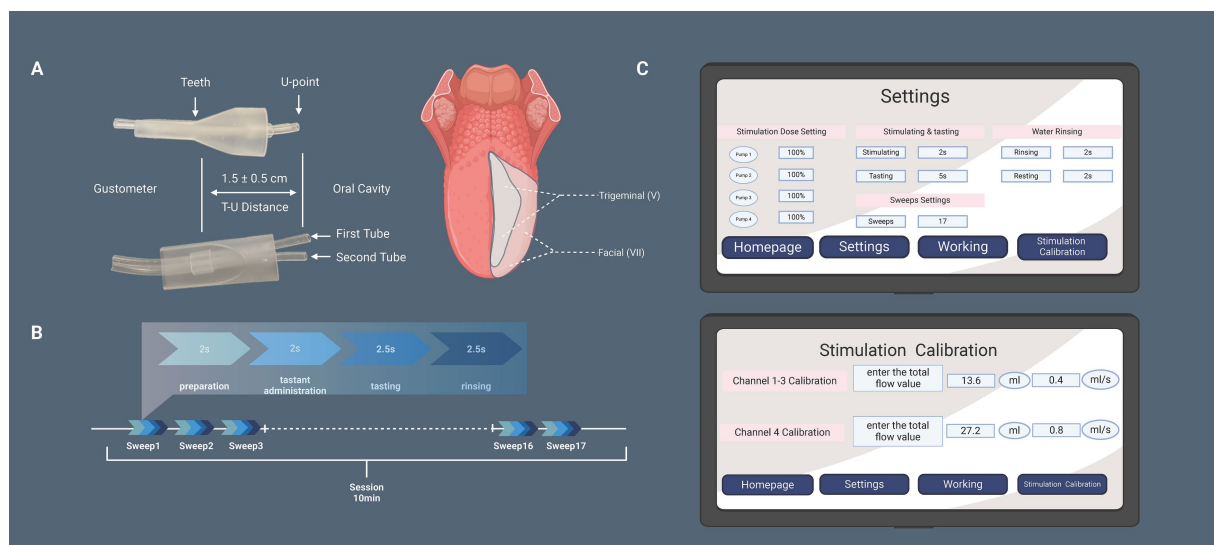 A
Teeth
U-point
Gustometer
1.5 ± 0.5 cm
T-U Distance
Oral Cavity
First Tube
Second Tube
Trigeminal (V)
Facial (VII)
B
2s
2s
2.5s
2.5s
preparation
tastant
administration
tasting
rinsing
Sweep1
Sweep2
Sweep3
Sweep16
Sweep17
Session
10min
C
Settings
Stimulation Dose Setting
Stimulating & tasting
Water Rinsing
Pump 1
100%
Stimulating
2s
Rinsing
2s
Pump 2
100%
Tasting
5s
Resting
2s
Pump 3
100%
Sweeps Settings
Pump 4
100%
Sweeps
17
Homepage
Settings
Working
Stimulation
Calibration
Stimulation Calibration
Channel 1-3 Calibration
enter the total
flow value
13.6
ml
0.4
ml/s
Channel 4 Calibration
enter the total
flow value
27.2
ml
0.8
ml/s
Homepage
Settings
Working
Stimulation Calibration